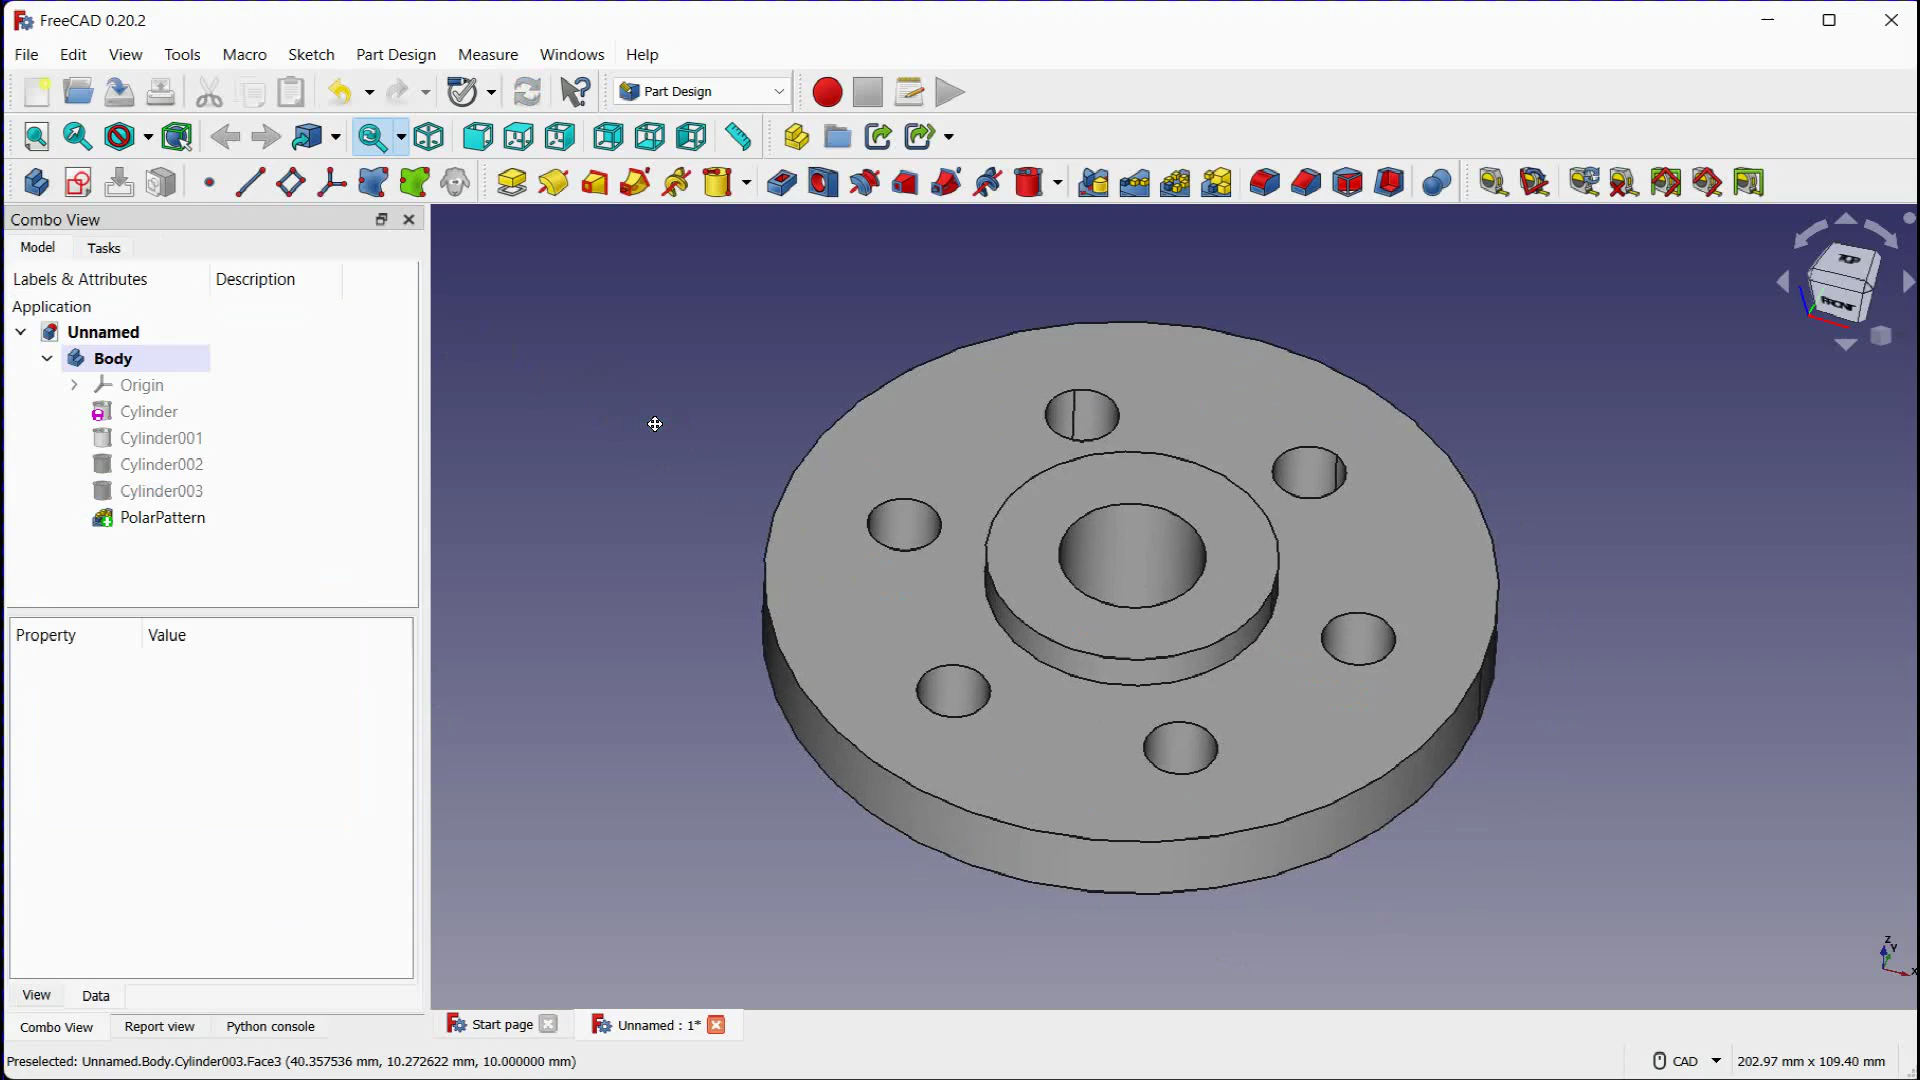 FreeCAD 0.20.2
File Edit View Tools Macro Sketch Part Design Measure Windows Help
Part Design
Combo View
Model Tasks
Labels & Attributes Description
Application
Unnamed
Body
Origin
Cylinder
Cylinder001
Cylinder002
Cylinder003
PolarPattern
TOP
FRONT
Property Value
Z
Y
X
View Data
Combo View Report view Python console
Start page Unnamed : 1*
Preselected: Unnamed.Body.Cylinder003.Face3 (40.357536 mm, 10.272622 mm, 10.000000 mm)
CAD 202.97 mm x 109.40 mm